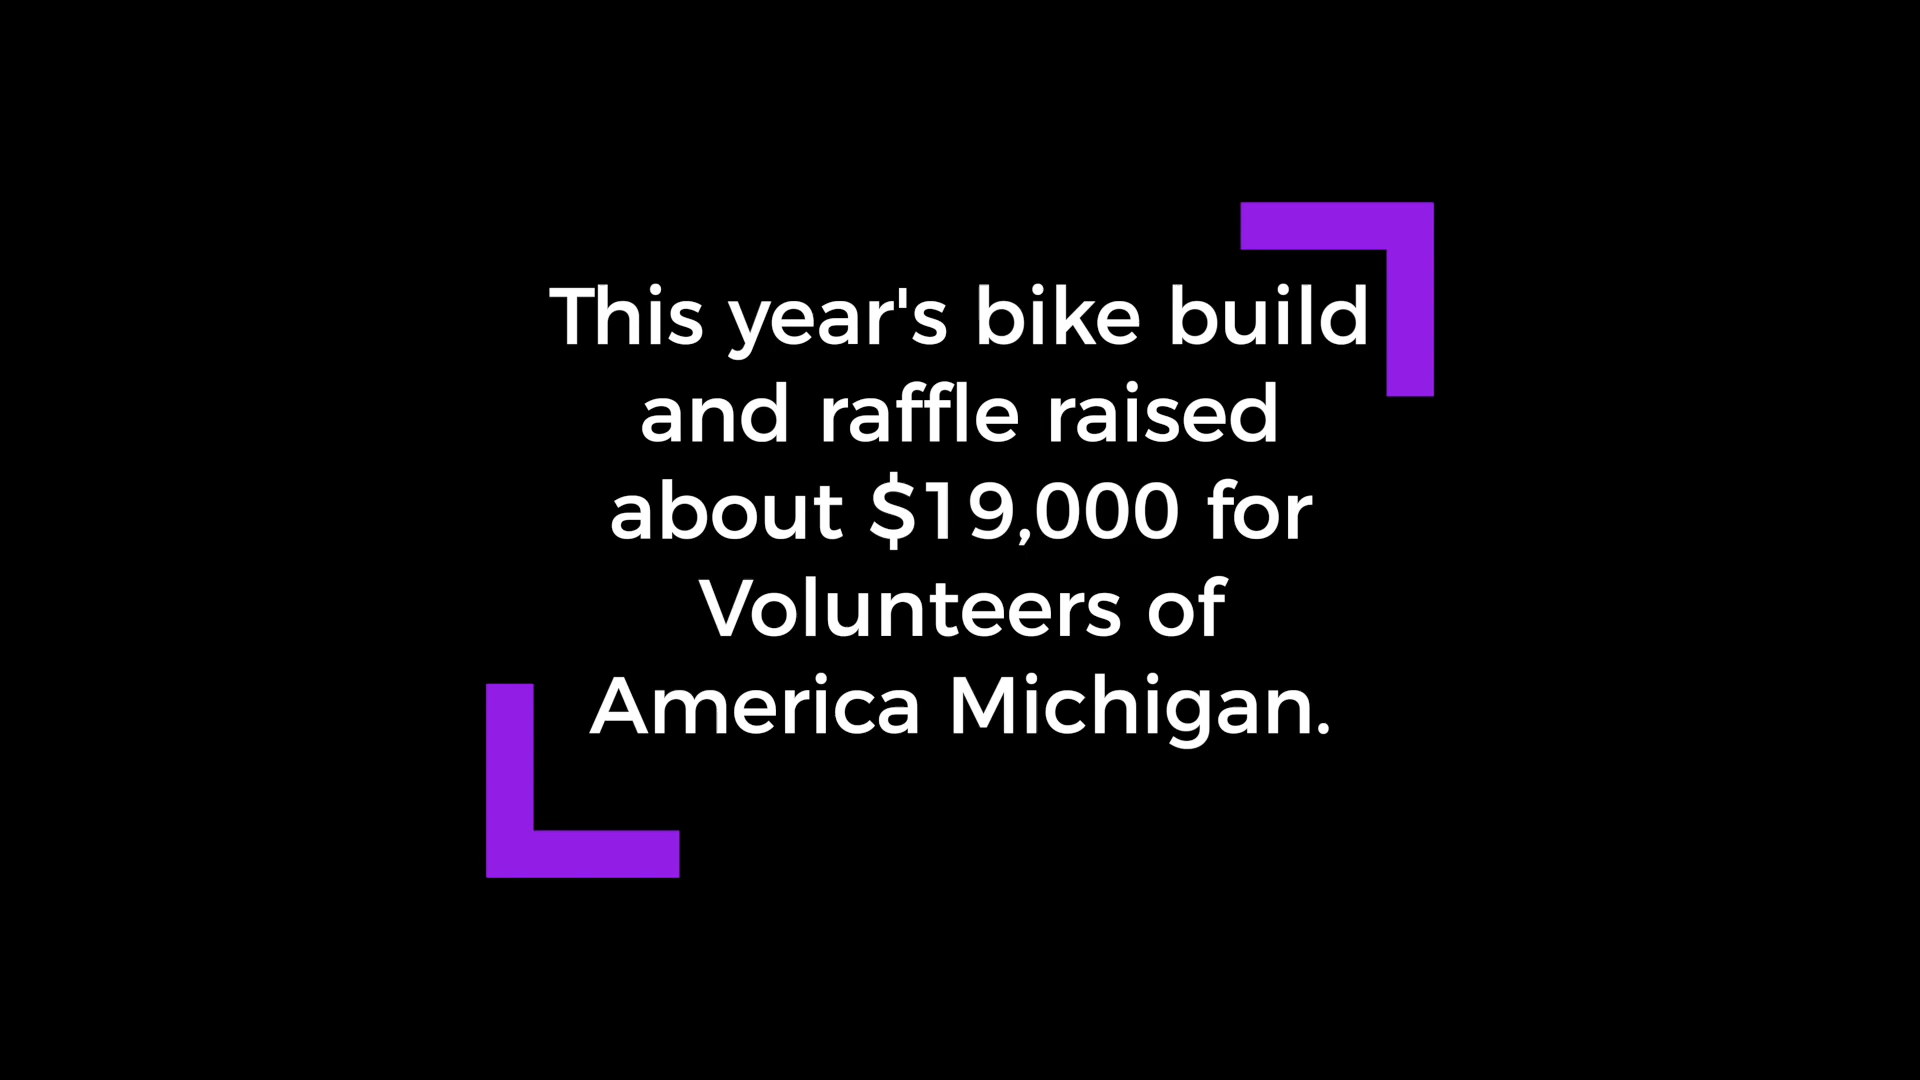 This year's bike build
and raffle raised
about $19,000 for
Volunteers of
America Michigan.